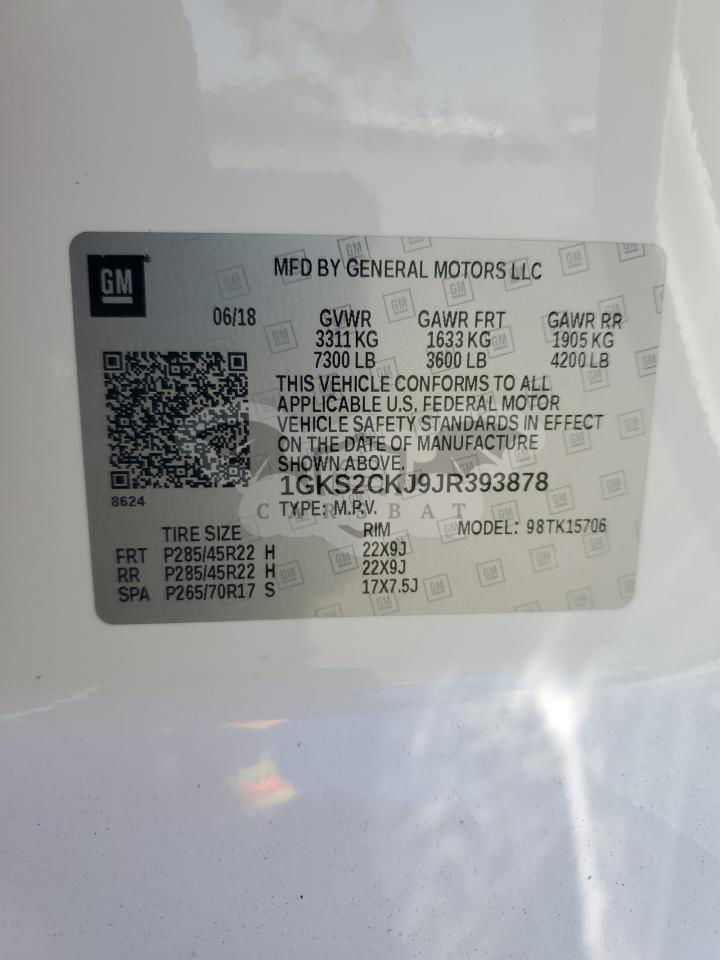 GM
MFD BY GENERAL MOTORS LLC
06/18 GVWR GAWR FRT GAWR RR
3311 KG 1633 KG 1905 KG
7300 LB 3600 LB 4200 LB
THIS VEHICLE CONFORMS TO ALL
APPLICABLE U.S. FEDERAL MOTOR
VEHICLE SAFETY STANDARDS IN EFFECT
ON THE DATE OF MANUFACTURE
SHOWN ABOVE.
8624
1GKS2CKJ9JR393878
CARSBAT
TYPE: M.P.V.
TIRE SIZE RIM MODEL: 98TK15706
FRT P285/45R22 H 22X9J
RR P285/45R22 H 22X9J
SPA P265/70R17 S 17X7.5J